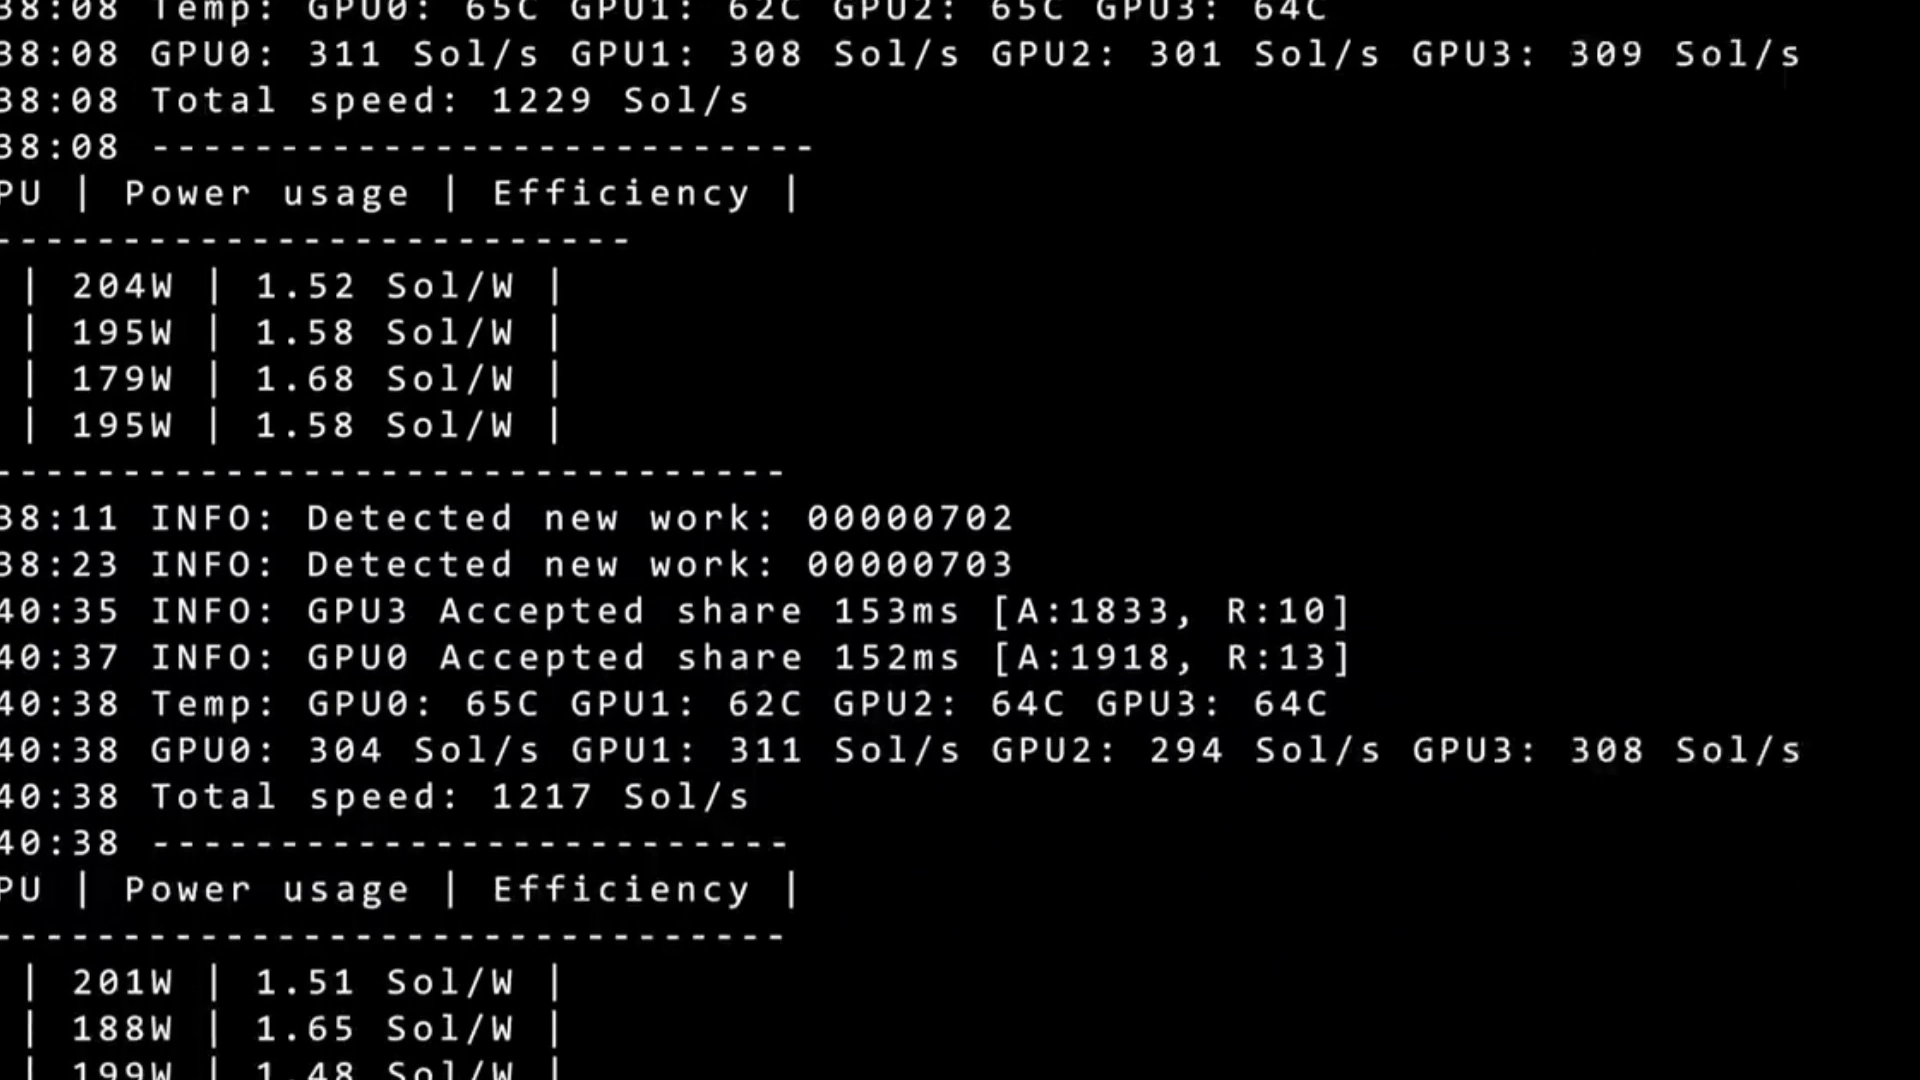 38:08 Temp: GPU0: 65C GPU1: 62C GPU2: 65C GPU3: 64C
38:08 GPU0: 311 Sol/s GPU1: 308 Sol/s GPU2: 301 Sol/s GPU3: 309 Sol/s
38:08 Total speed: 1229 Sol/s
38:08 --------------------------
PU | Power usage | Efficiency |
-------------------------
| 204W | 1.52 Sol/W |
| 195W | 1.58 Sol/W |
| 179W | 1.68 Sol/W |
| 195W | 1.58 Sol/W |
-------------------------------
38:11 INFO: Detected new work: 00000702
38:23 INFO: Detected new work: 00000703
40:35 INFO: GPU3 Accepted share 153ms [A:1833, R:10]
40:37 INFO: GPU0 Accepted share 152ms [A:1918, R:13]
40:38 Temp: GPU0: 65C GPU1: 62C GPU2: 64C GPU3: 64C
40:38 GPU0: 304 Sol/s GPU1: 311 Sol/s GPU2: 294 Sol/s GPU3: 308 Sol/s
40:38 Total speed: 1217 Sol/s
40:38 -------------------------
PU | Power usage | Efficiency |
-------------------------------
| 201W | 1.51 Sol/W |
| 188W | 1.65 Sol/W |
| 199W | 1.48 Sol/W |